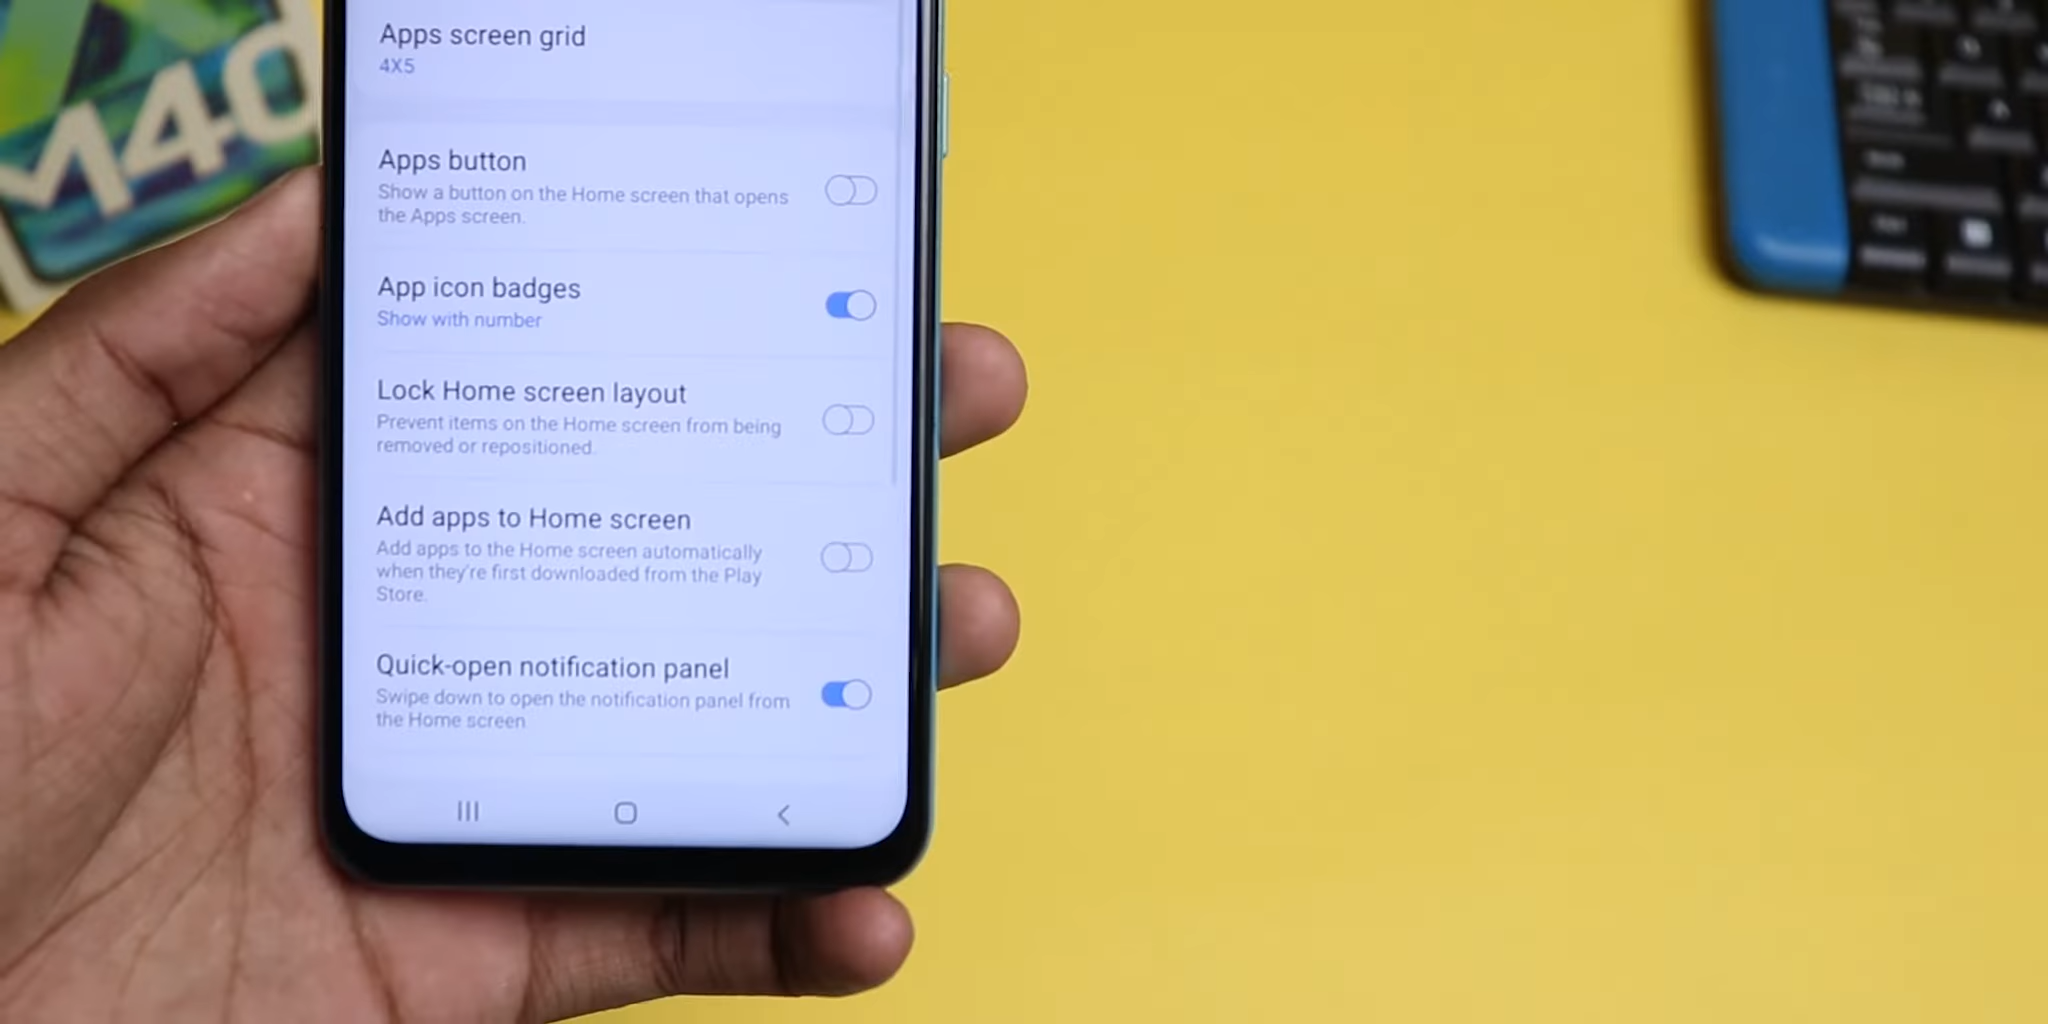 M40
Apps screen grid
4X5
Apps button
Show a button on the Home screen that opens
the Apps screen.
App icon badges
Show with number
Lock Home screen layout
Prevent items on the Home screen from being
removed or repositioned.
Add apps to Home screen
Add apps to the Home screen automatically
when they're first downloaded from the Play
Store.
Quick-open notification panel
Swipe down to open the notification panel from
the Home screen